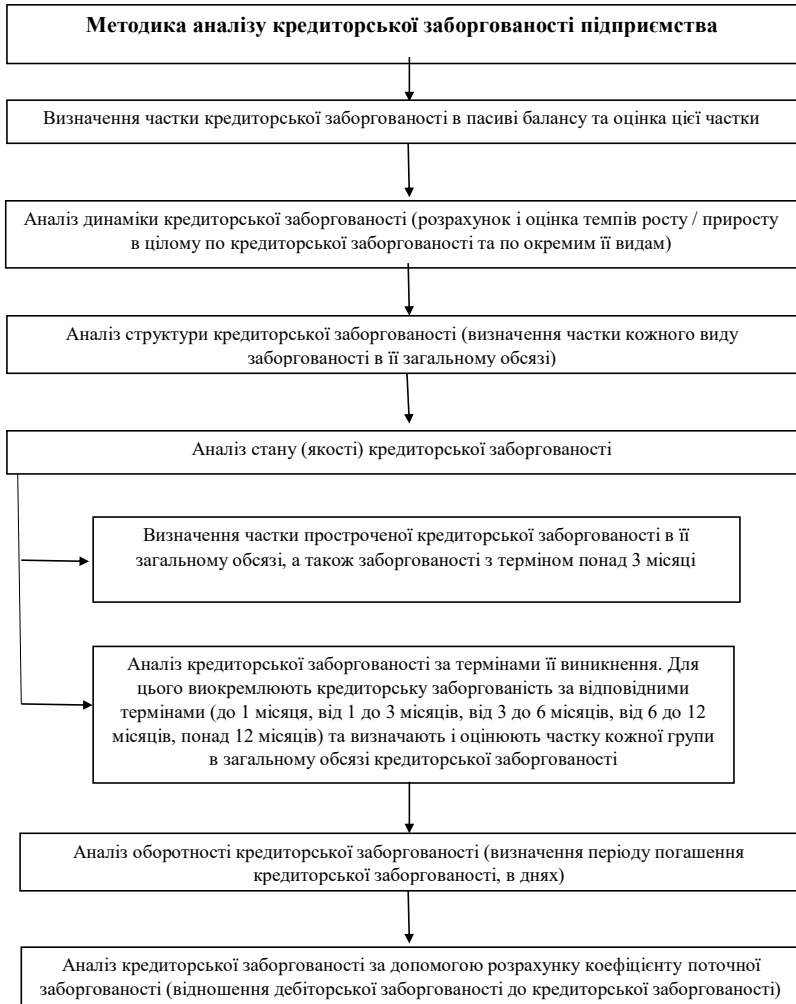 Методика аналізу кредиторської заборгованості підприємства
Визначення частки кредиторської заборгованості в пасиві балансу та оцінка цієї частки
Аналіз динаміки кредиторської заборгованості (розрахунок і оцінка темпів росту / приросту
в цілому по кредиторської заборгованості та по окремим її видам)
Аналіз структури кредиторської заборгованості (визначення частки кожного виду
заборгованості в її загальному обсязі)
Аналіз стану (якості) кредиторської заборгованості
Визначення частки простроченої кредиторської заборгованості в її
загальному обсязі, а також заборгованості з терміном понад 3 місяці
Аналіз кредиторської заборгованості за термінами її виникнення. Для
цього виокремлюють кредиторську заборгованість за відповідними
термінами (до 1 місяця, від 1 до 3 місяців, від 3 до 6 місяців, від 6 до 12
місяців, понад 12 місяців) та визначають і оцінюють частку кожної групи
в загальному обсязі кредиторської заборгованості
Аналіз оборотності кредиторської заборгованості (визначення періоду погашення
кредиторської заборгованості, в днях)
Аналіз кредиторської заборгованості за допомогою розрахунку коефіцієнту поточної
заборгованості (відношення дебіторської заборгованості до кредиторської заборгованості)